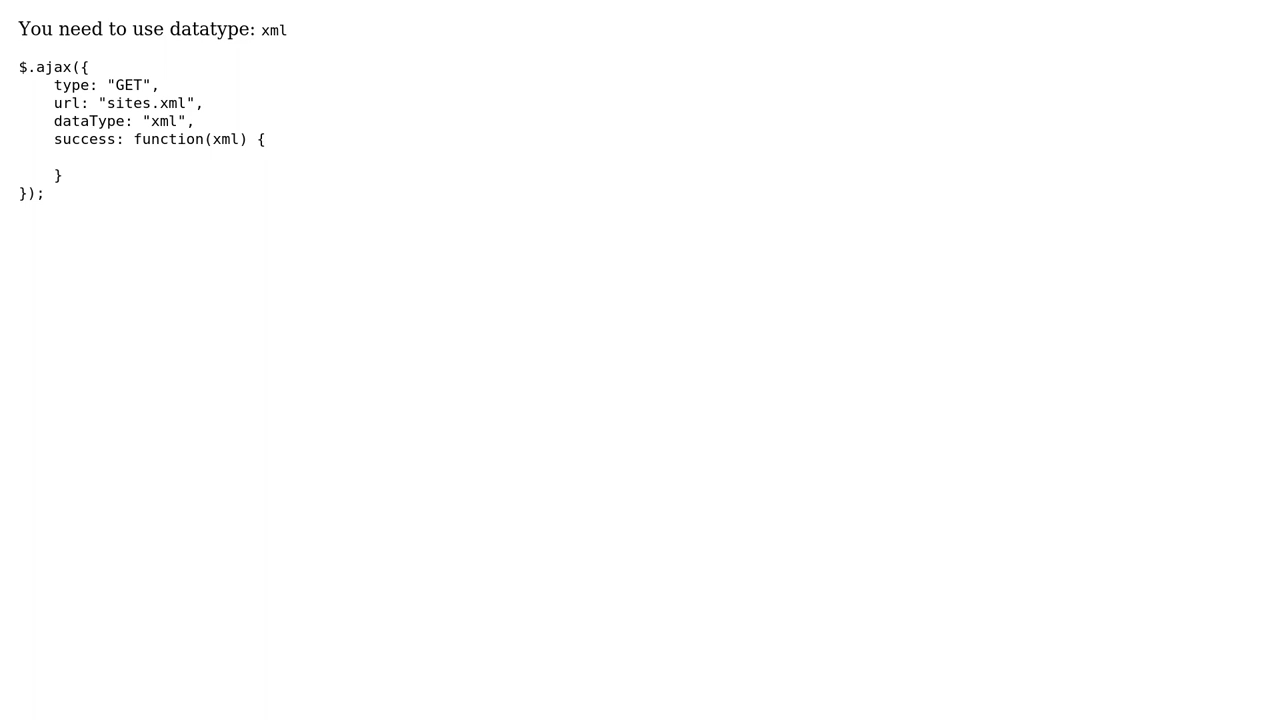 You need to use datatype: xml
$.ajax({
    type: "GET",
    url: "sites.xml",
    dataType: "xml",
    success: function(xml) {
    }
});